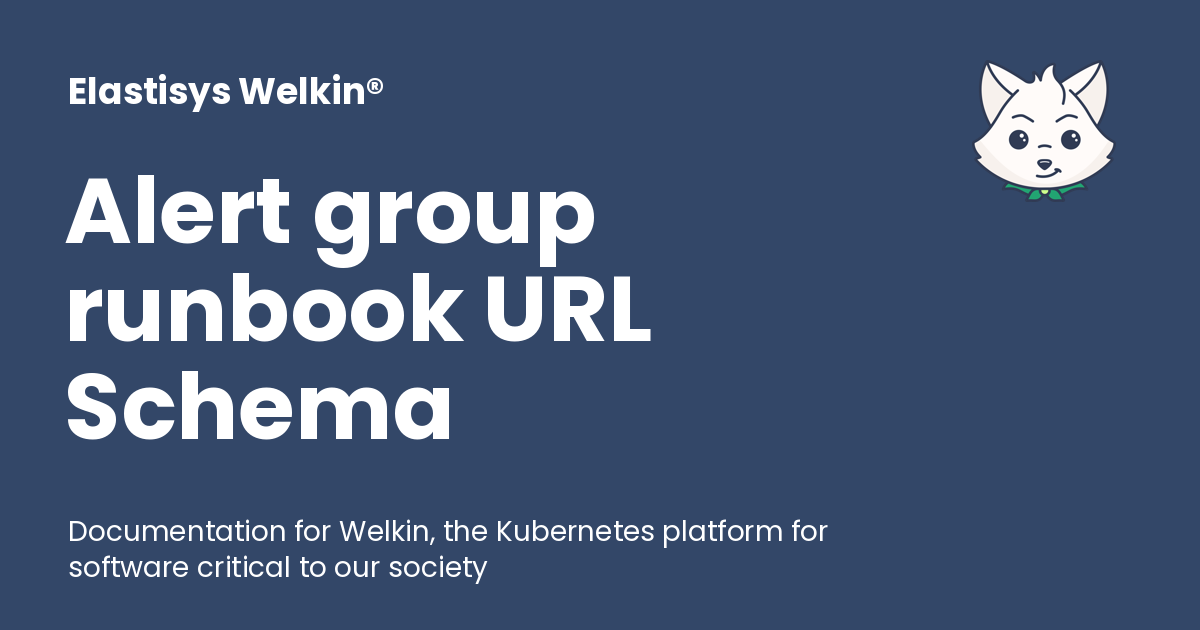 Elastisys Welkin®
Alert group
runbook URL
Schema
Documentation for Welkin, the Kubernetes platform for
software critical to our society